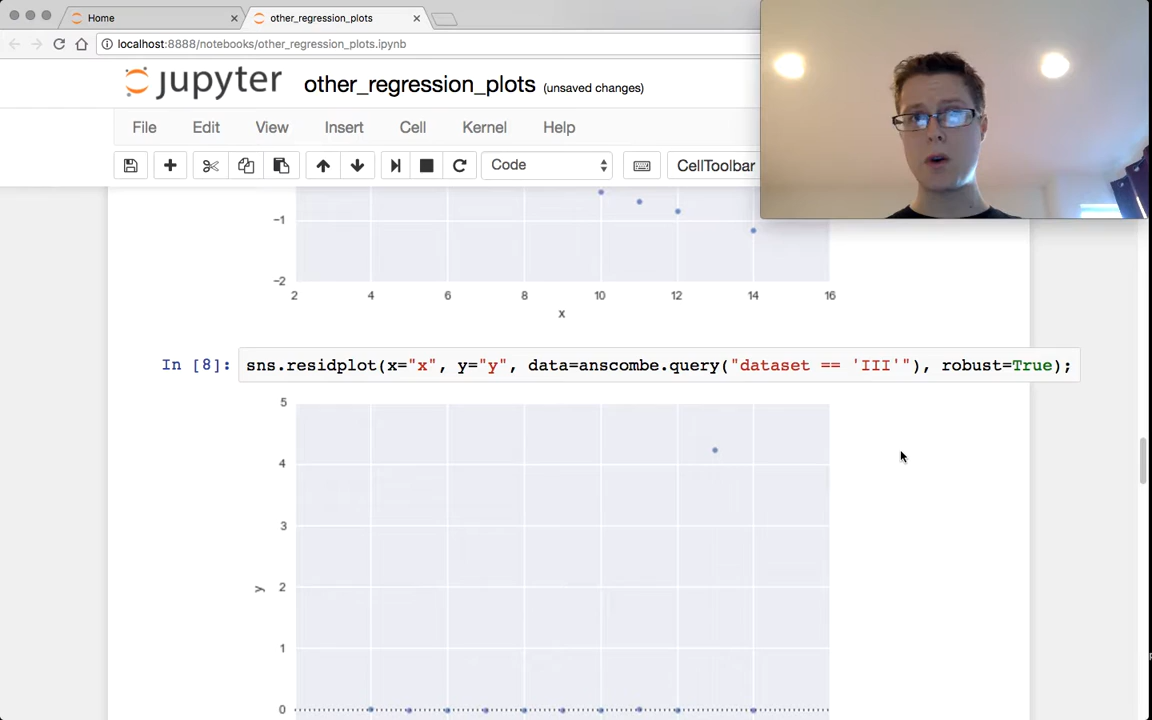 Home
other_regression_plots
localhost:8888/notebooks/other_regression_plots.ipynb
jupyter other_regression_plots (unsaved changes)
File Edit View Insert Cell Kernel Help
Code CellToolbar
−1
−2
2 4 6 8 10 12 14 16
x
In [8]: sns.residplot(x="x", y="y", data=anscombe.query("dataset == 'III'"), robust=True);
5
4
3
y
2
1
0